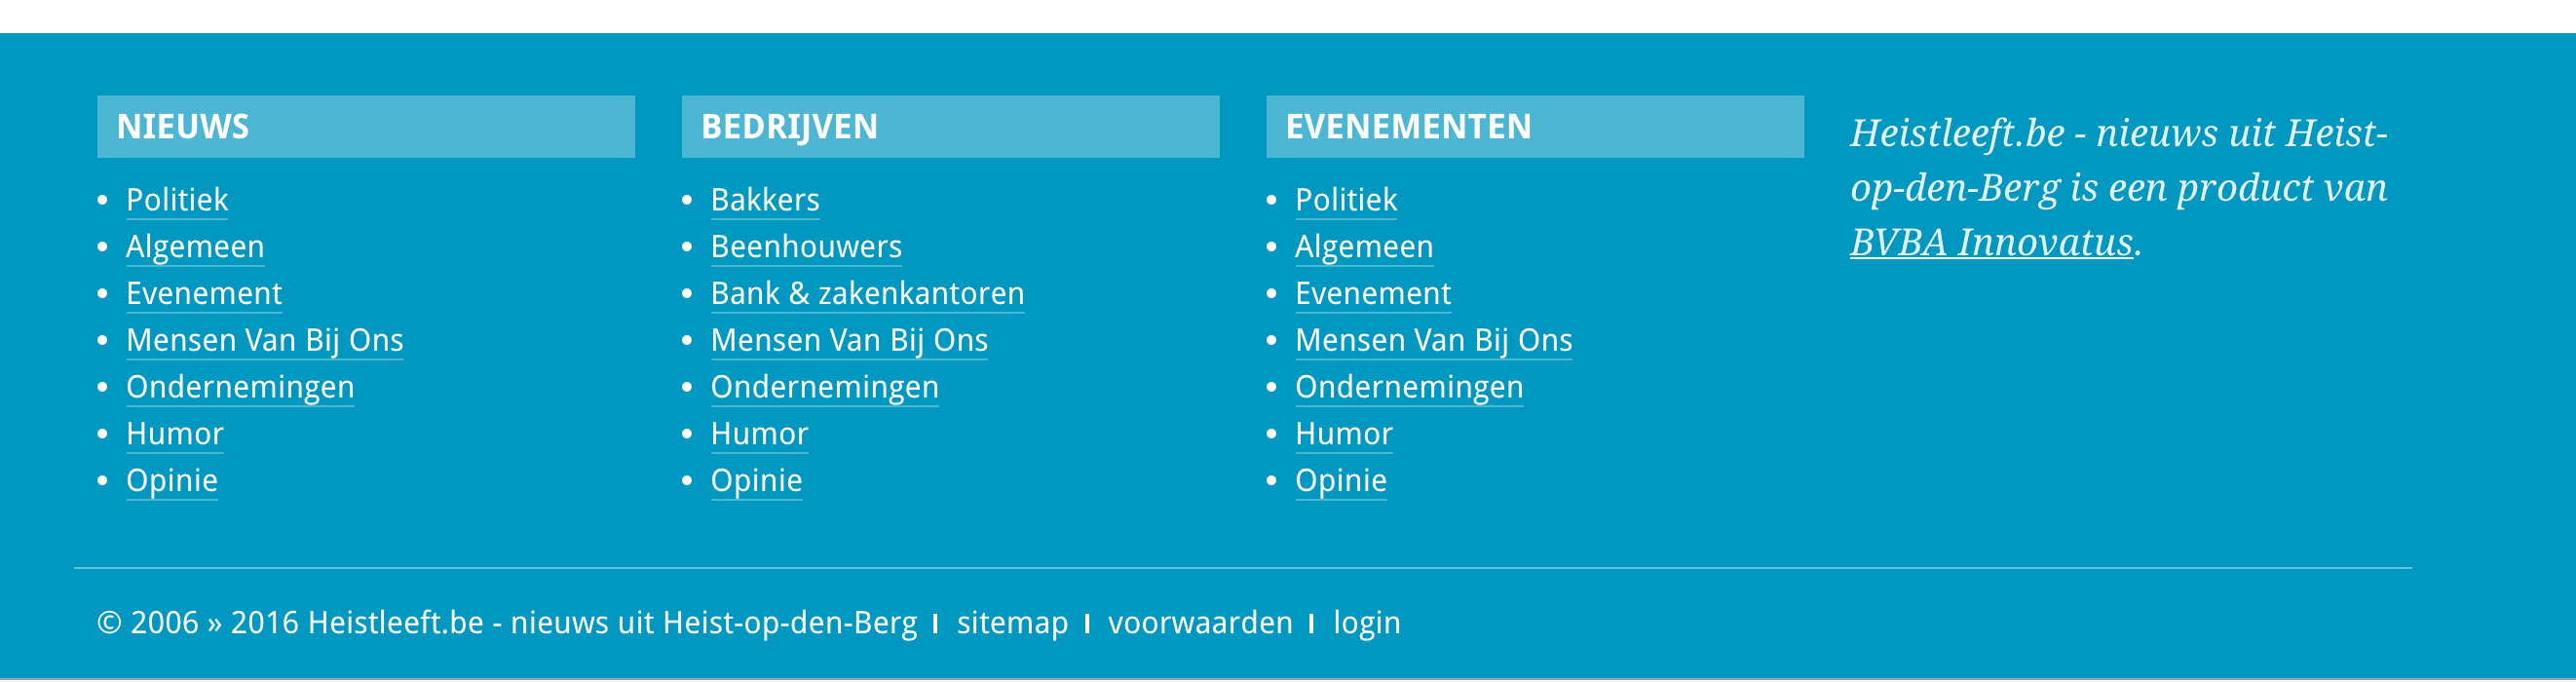 NIEUWS
Politiek
Algemeen
Evenement
Mensen Van Bij Ons
Ondernemingen
Humor
Opinie
BEDRIJVEN
Bakkers
Beenhouwers
Bank & zakenkantoren
Mensen Van Bij Ons
Ondernemingen
Humor
Opinie
EVENEMENTEN
Politiek
Algemeen
Evenement
Mensen Van Bij Ons
Ondernemingen
Humor
Opinie
Heistleeft.be - nieuws uit Heist-
op-den-Berg is een product van
BVBA Innovatus.
© 2006 » 2016 Heistleeft.be - nieuws uit Heist-op-den-Berg | sitemap | voorwaarden | login